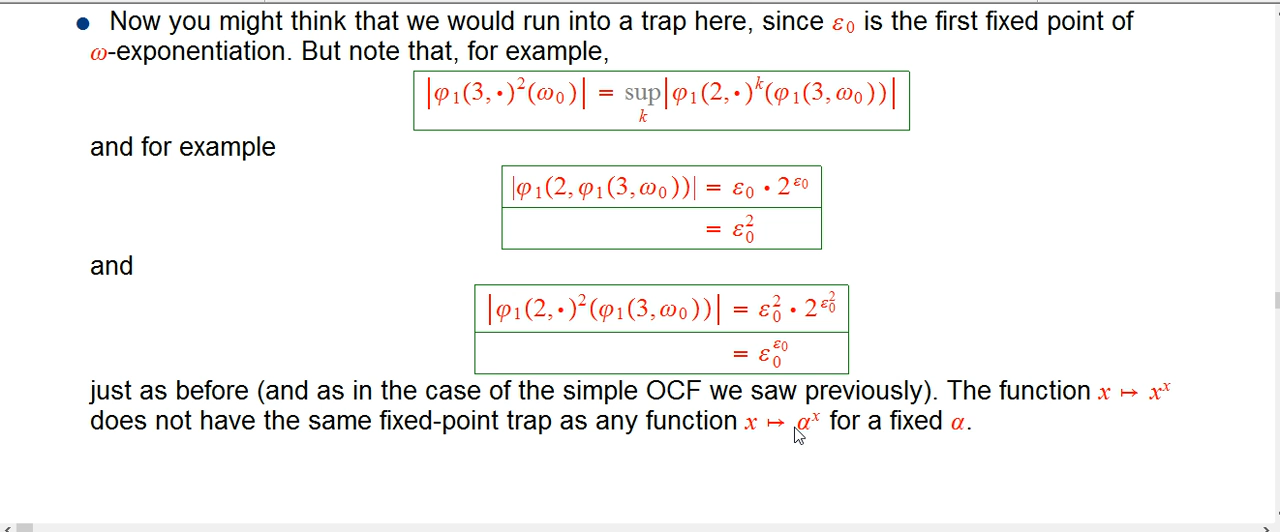 • Now you might think that we would run into a trap here, since ε₀ is the first fixed point of
ω-exponentiation. But note that, for example,
|φ₁(3,•)²(ω₀)| = sup_k |φ₁(2,•)ᵏ(φ₁(3,ω₀))|
and for example
|φ₁(2,φ₁(3,ω₀))| = ε₀ • 2^ε₀
= ε₀²
and
|φ₁(2,•)²(φ₁(3,ω₀))| = ε₀² • 2^ε₀²
= ε₀^ε₀
just as before (and as in the case of the simple OCF we saw previously). The function x ↦ xˣ
does not have the same fixed-point trap as any function x ↦ αˣ for a fixed α.